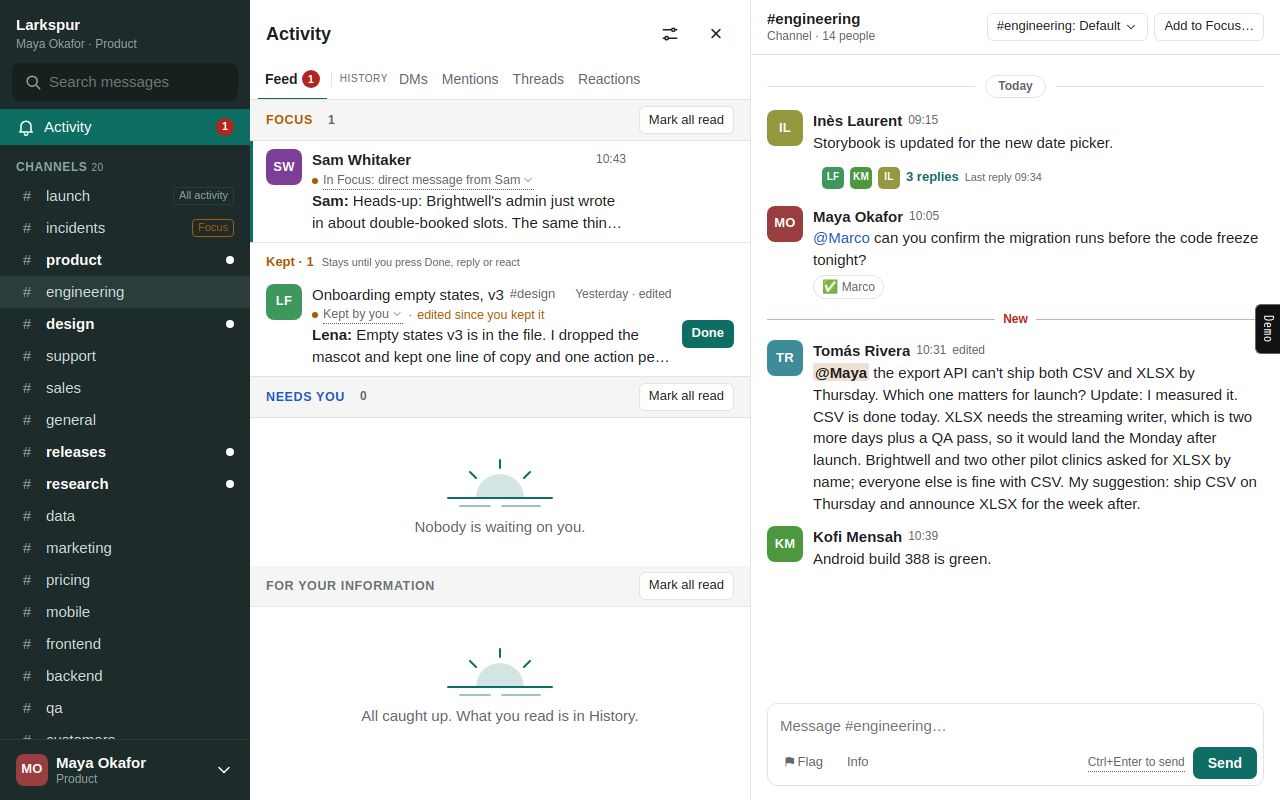 Larkspur
Maya Okafor · Product
Search messages
Activity
1
CHANNELS 20
# launch
All activity
# incidents
Focus
# product
# engineering
# design
# support
# sales
# general
# releases
# research
# data
# marketing
# pricing
# mobile
# frontend
# backend
# qa
# customers
MO
Maya Okafor
Product
Activity
Feed 1
HISTORY
DMs
Mentions
Threads
Reactions
FOCUS 1
Mark all read
SW
Sam Whitaker
10:43
In Focus: direct message from Sam
Sam: Heads-up: Brightwell's admin just wrote
in about double-booked slots. The same thin…
Kept · 1 Stays until you press Done, reply or react
LF
Onboarding empty states, v3 #design
Yesterday · edited
Kept by you · edited since you kept it
Lena: Empty states v3 is in the file. I dropped the
mascot and kept one line of copy and one action pe…
Done
NEEDS YOU 0
Mark all read
Nobody is waiting on you.
FOR YOUR INFORMATION
Mark all read
All caught up. What you read is in History.
#engineering
Channel · 14 people
#engineering: Default
Add to Focus…
Today
IL
Inès Laurent 09:15
Storybook is updated for the new date picker.
LF KM IL 3 replies Last reply 09:34
MO
Maya Okafor 10:05
@Marco can you confirm the migration runs before the code freeze
tonight?
✅ Marco
New
TR
Tomás Rivera 10:31 edited
@Maya the export API can't ship both CSV and XLSX by
Thursday. Which one matters for launch? Update: I measured it.
CSV is done today. XLSX needs the streaming writer, which is two
more days plus a QA pass, so it would land the Monday after
launch. Brightwell and two other pilot clinics asked for XLSX by
name; everyone else is fine with CSV. My suggestion: ship CSV on
Thursday and announce XLSX for the week after.
KM
Kofi Mensah 10:39
Android build 388 is green.
Message #engineering…
Flag
Info
Ctrl+Enter to send
Send
Demo